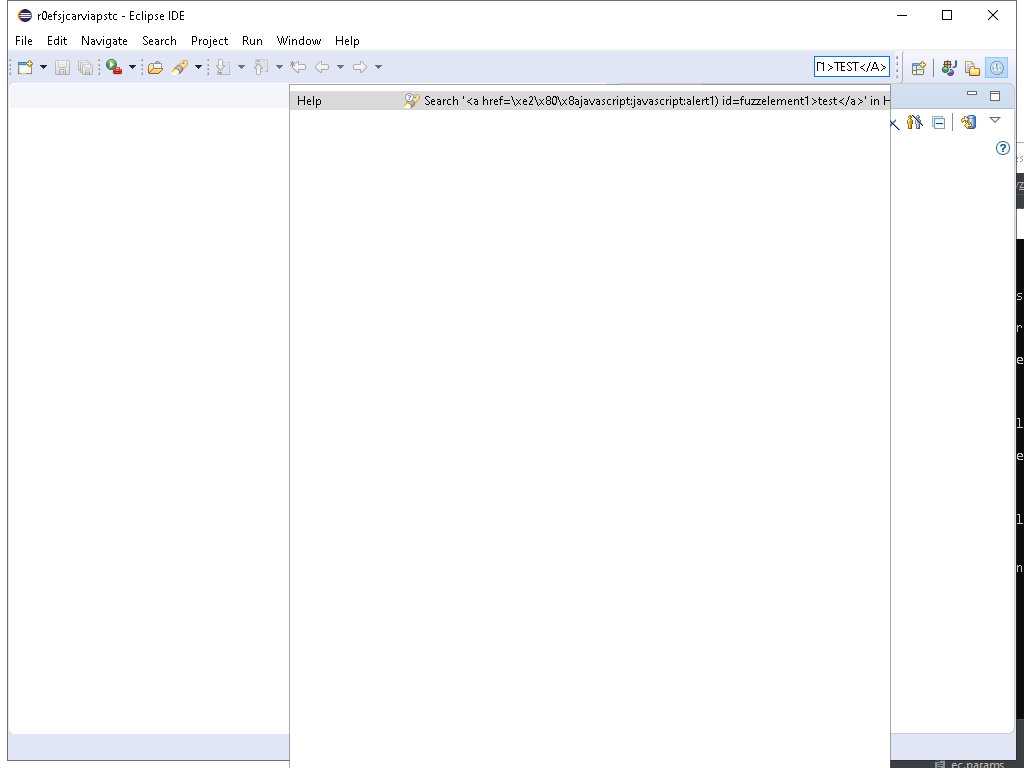 r0efsjcarviapstc - Eclipse IDE
File Edit Navigate Search Project Run Window Help
1>TEST</A>
Help Search '<a href=\xe2\x80\x8ajavascript:javascript:alert1) id=fuzzelement1>test</a>' in H
es
s
r
e
l
e
l
n
ec.params